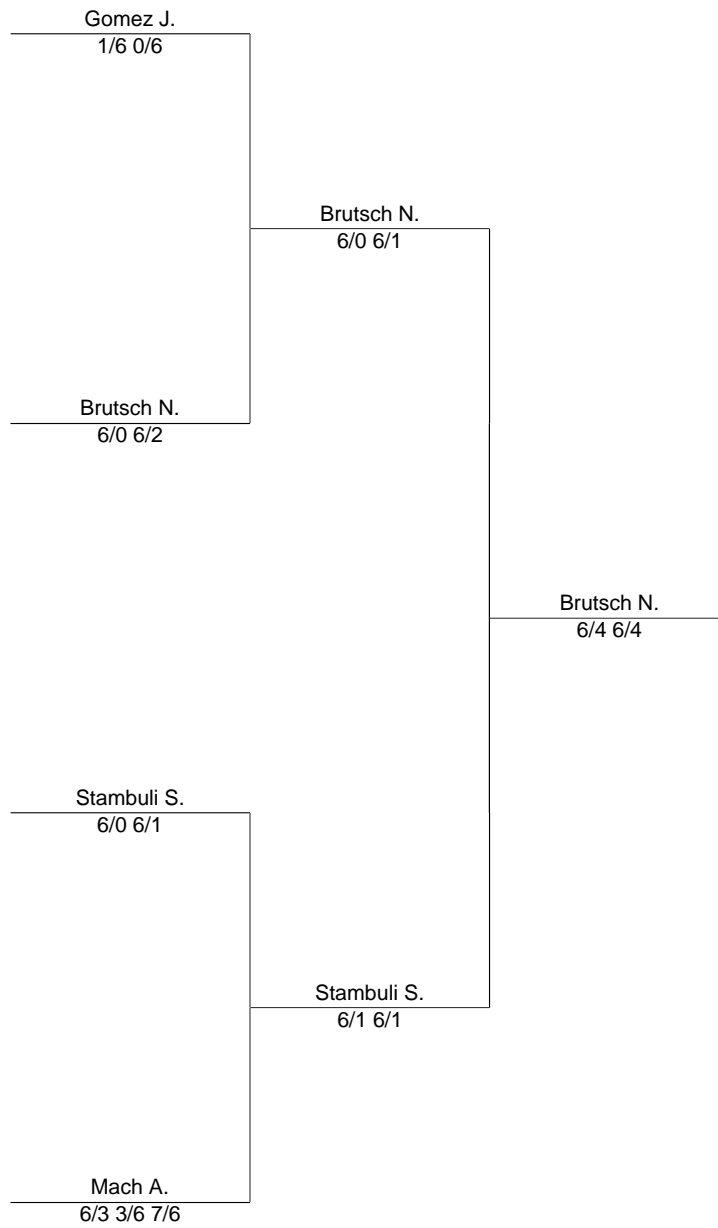 Gomez J.
1/6 0/6
Brutsch N.
6/0 6/1
Brutsch N.
6/0 6/2
Brutsch N.
6/4 6/4
Stambuli S.
6/0 6/1
Stambuli S.
6/1 6/1
Mach A.
6/3 3/6 7/6